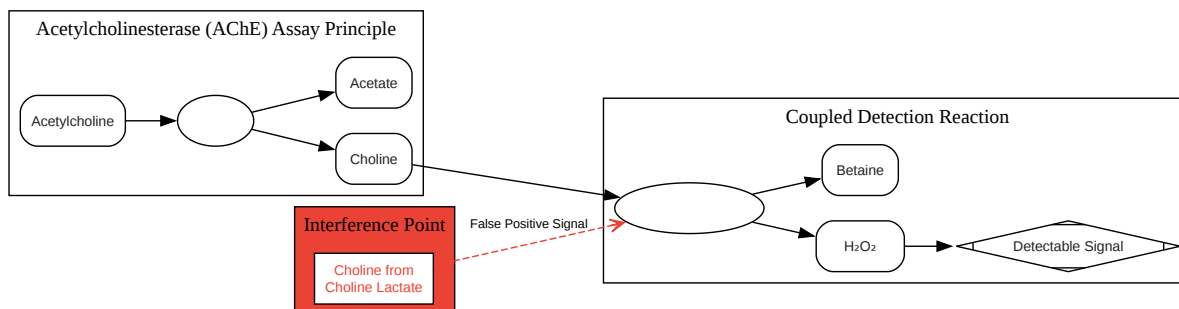 Acetylcholinesterase (AChE) Assay Principle
Acetylcholine
Acetate
Choline
Coupled Detection Reaction
Betaine
H₂O₂
Detectable Signal
Interference Point
False Positive Signal
Choline from
Choline Lactate